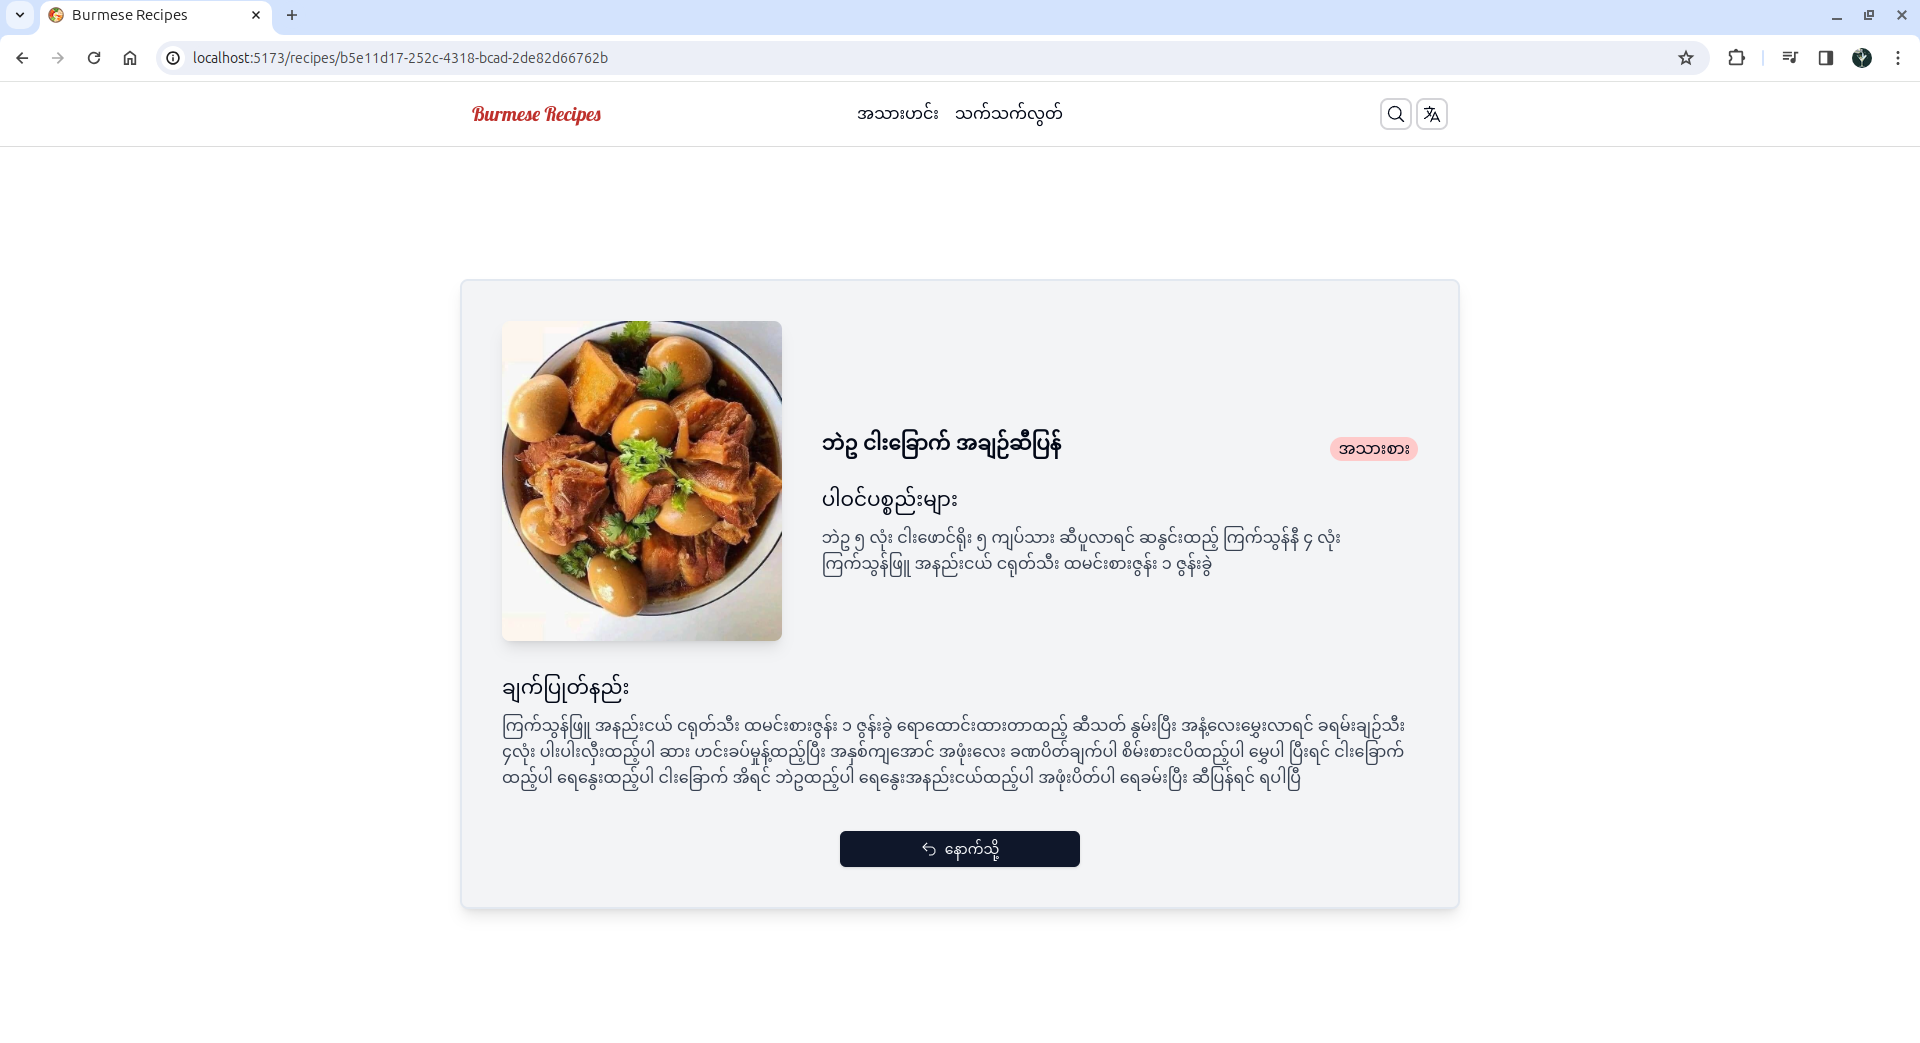 Burmese Recipes
localhost:5173/recipes/b5e11d17-252c-4318-bcad-2de82d66762b
Burmese Recipes
အသားဟင်း သက်သက်လွတ်
ဘဲဥ ငါးခြောက် အချဉ်ဆီပြန်
အသားစား
ပါဝင်ပစ္စည်းများ
ဘဲဥ ၅ လုံး ငါးဖောင်ရိုး ၅ ကျပ်သား ဆီပူလာရင် ဆနွင်းထည့် ကြက်သွန်နီ ၄ လုံး
ကြက်သွန်ဖြူ အနည်းငယ် ငရုတ်သီး ထမင်းစားဇွန်း ၁ ဇွန်းခွဲ
ချက်ပြုတ်နည်း
ကြက်သွန်ဖြူ အနည်းငယ် ငရုတ်သီး ထမင်းစားဇွန်း ၁ ဇွန်းခွဲ ရောထောင်းထားတာထည့် ဆီသတ် နွမ်းပြီး အနံ့လေးမွှေးလာရင် ခရမ်းချဉ်သီး
၄လုံး ပါးပါးလှီးထည့်ပါ ဆား ဟင်းခပ်မှုန့်ထည့်ပြီး အနှစ်ကျအောင် အဖုံးလေး ခဏပိတ်ချက်ပါ စိမ်းစားငပိထည့်ပါ မွှေပါ ပြီးရင် ငါးခြောက်
ထည့်ပါ ရေနွေးထည့်ပါ ငါးခြောက် အိရင် ဘဲဥထည့်ပါ ရေနွေးအနည်းငယ်ထည့်ပါ အဖုံးပိတ်ပါ ရေခမ်းပြီး ဆီပြန်ရင် ရပါပြီ
နောက်သို့